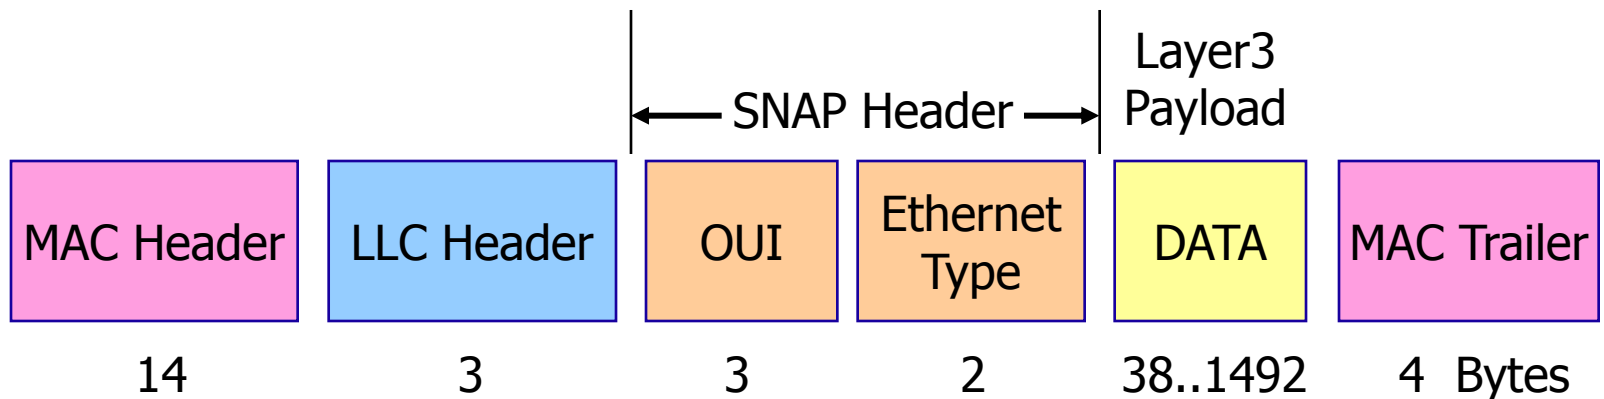 Layer3
Payload
SNAP Header
MAC Header
LLC Header
OUI
Ethernet
Type
DATA
MAC Trailer
14 3 3 2 38..1492 4 Bytes